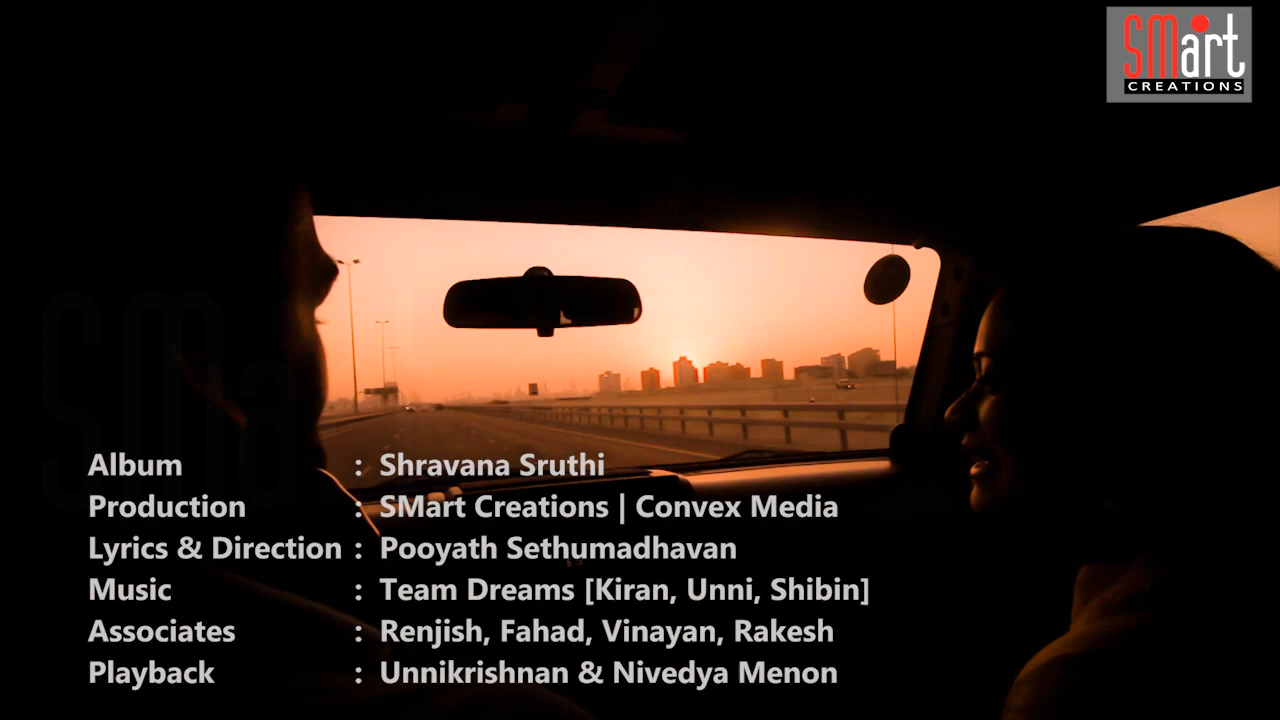 SMart
CREATIONS
Album : Shravana Sruthi
Production : SMart Creations | Convex Media
Lyrics & Direction : Pooyath Sethumadhavan
Music : Team Dreams [Kiran, Unni, Shibin]
Associates : Renjish, Fahad, Vinayan, Rakesh
Playback : Unnikrishnan & Nivedya Menon